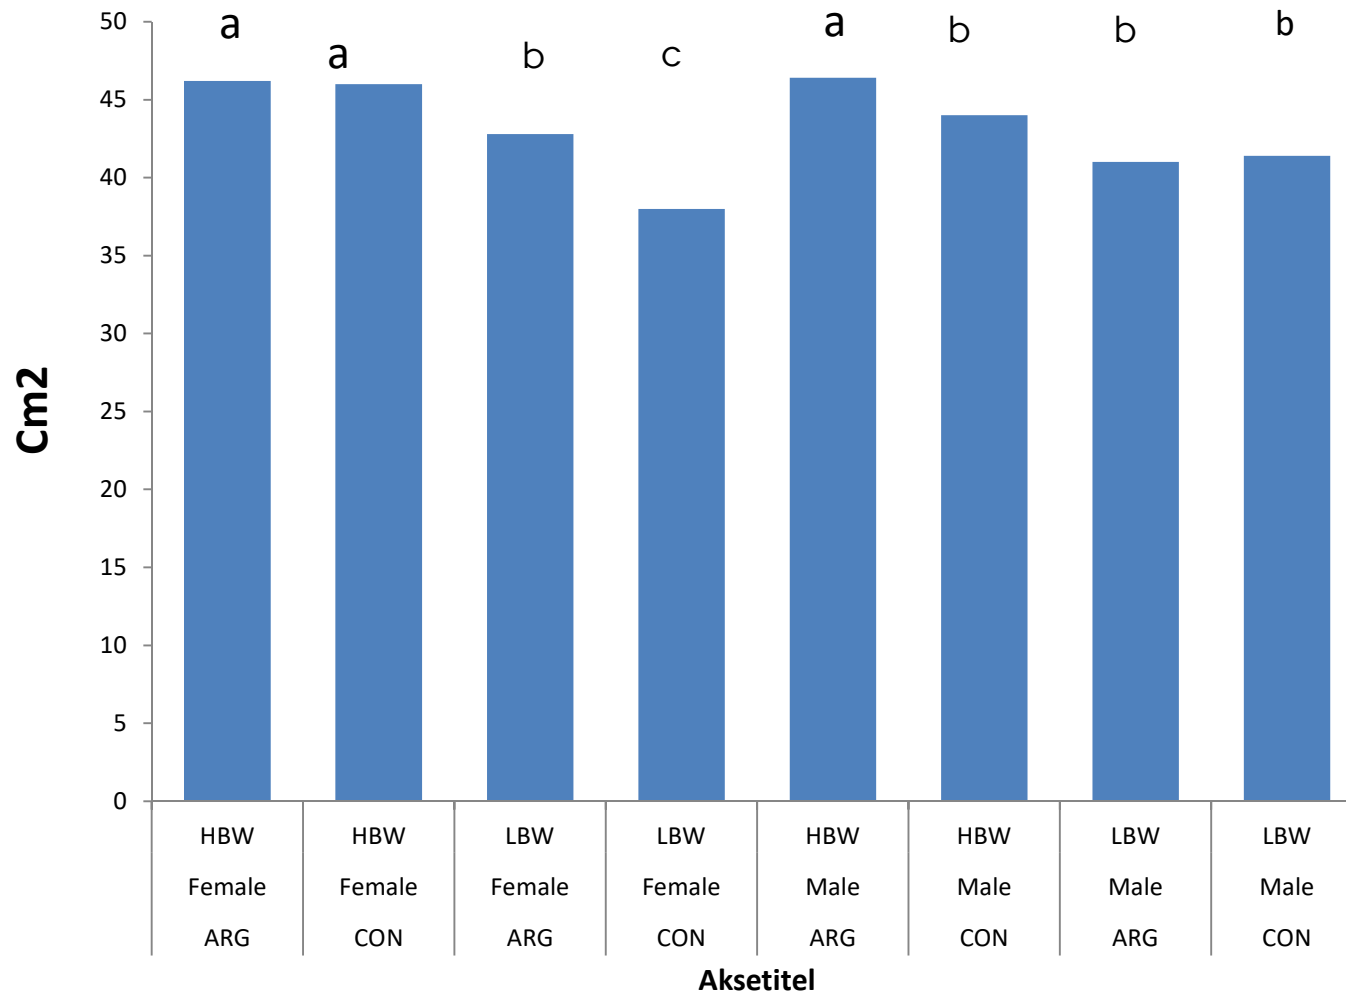 50
45
40
35
30
25
20
15
10
5
0
Cm2
a a b c a b b b
HBW HBW LBW LBW HBW HBW LBW LBW
Female Female Female Female Male Male Male Male
ARG CON ARG CON ARG CON ARG CON
Aksetitel